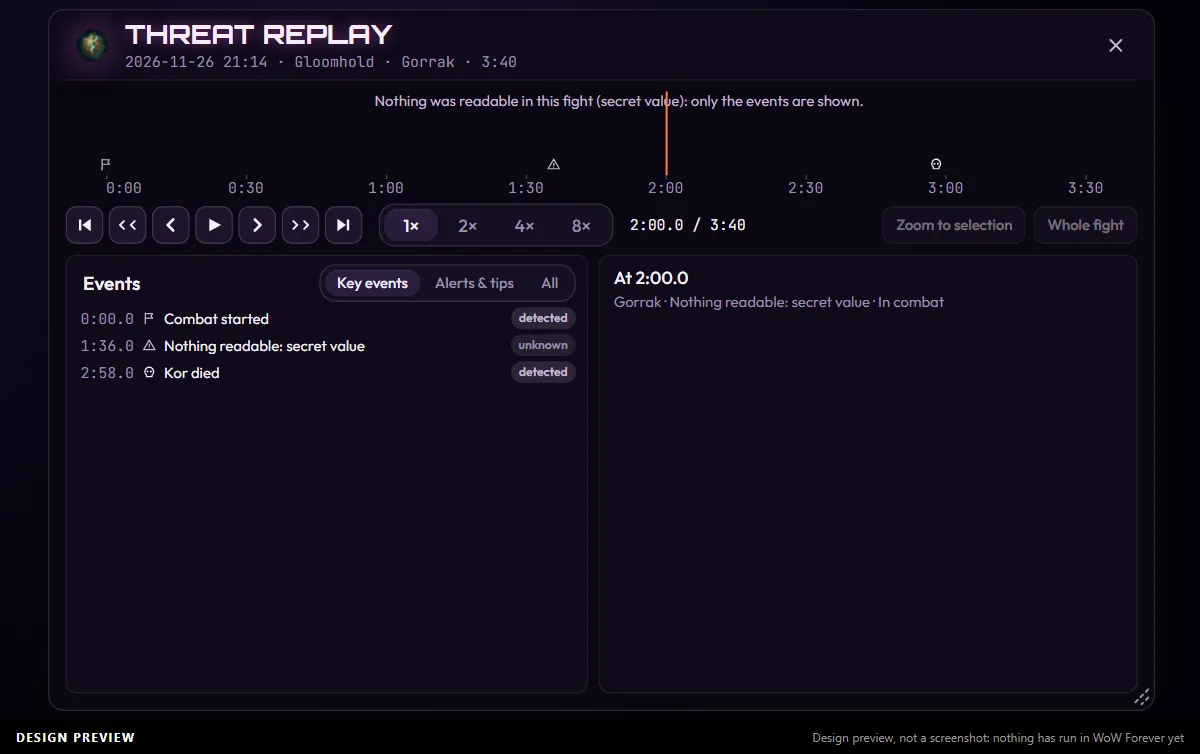 THREAT REPLAY
2026-11-26 21:14 · Gloomhold · Gorrak · 3:40
Nothing was readable in this fight (secret value): only the events are shown.
0:00 0:30 1:00 1:30 2:00 2:30 3:00 3:30
1× 2× 4× 8× 2:00.0 / 3:40 Zoom to selection Whole fight
Events Key events Alerts & tips All
0:00.0 Combat started detected
1:36.0 Nothing readable: secret value unknown
2:58.0 Kor died detected
At 2:00.0
Gorrak · Nothing readable: secret value · In combat
DESIGN PREVIEW
Design preview, not a screenshot: nothing has run in WoW Forever yet